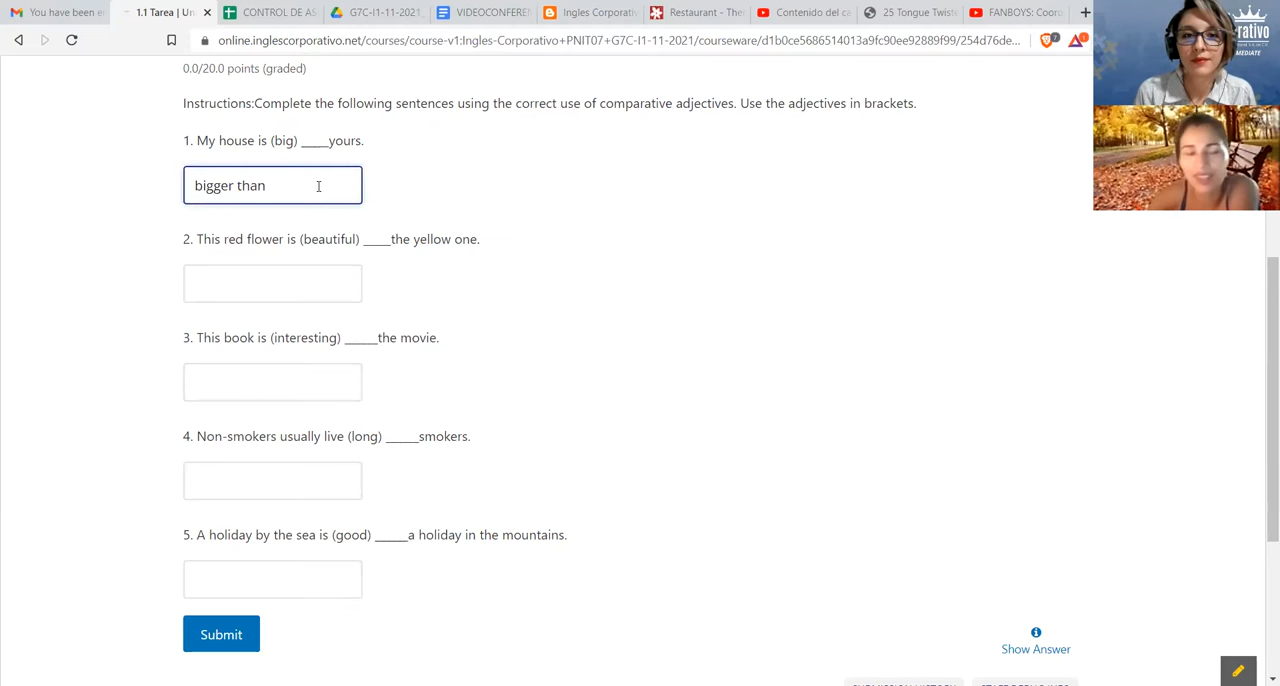 You have been e
1.1 Tarea | Un
CONTROL DE AS
G7C-I1-11-2021
VIDEOCONFEREN
Ingles Corporativ
Restaurant - The
Contenido del ca
25 Tongue Twiste
FANBOYS: Coord
online.inglescorporativo.net/courses/course-v1:Ingles-Corporativo+PNIT07+G7C-I1-11-2021/courseware/d1b0ce5686514013a9fc90ee92889f99/254d76de...
7
1
rativo
MEDIATE
0.0/20.0 points (graded)
Instructions:Complete the following sentences using the correct use of comparative adjectives. Use the adjectives in brackets.
1. My house is (big) ____yours.
bigger than
2. This red flower is (beautiful) ____the yellow one.
3. This book is (interesting) _____the movie.
4. Non-smokers usually live (long) _____smokers.
5. A holiday by the sea is (good) _____a holiday in the mountains.
Submit
Show Answer